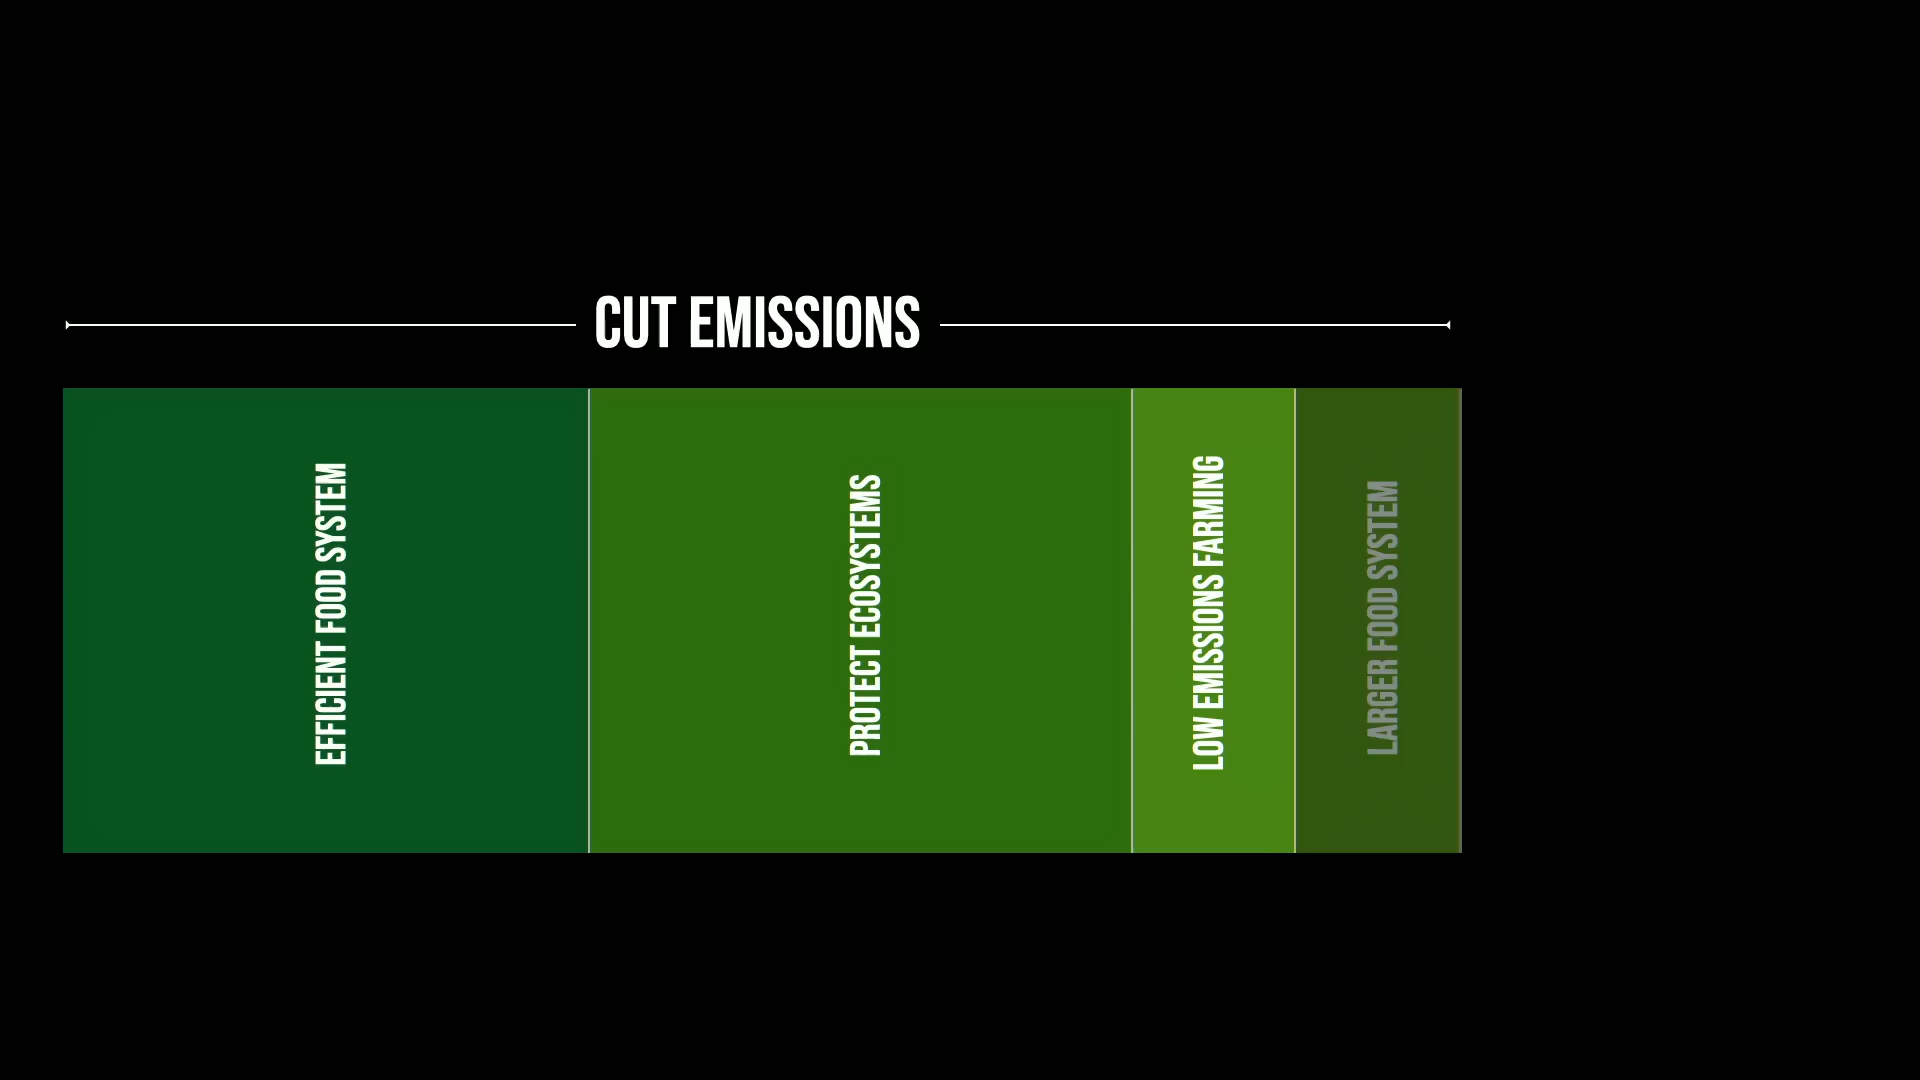 CUT EMISSIONS
EFFICIENT FOOD SYSTEM
PROTECT ECOSYSTEMS
LOW EMISSIONS FARMING
LARGER FOOD SYSTEM